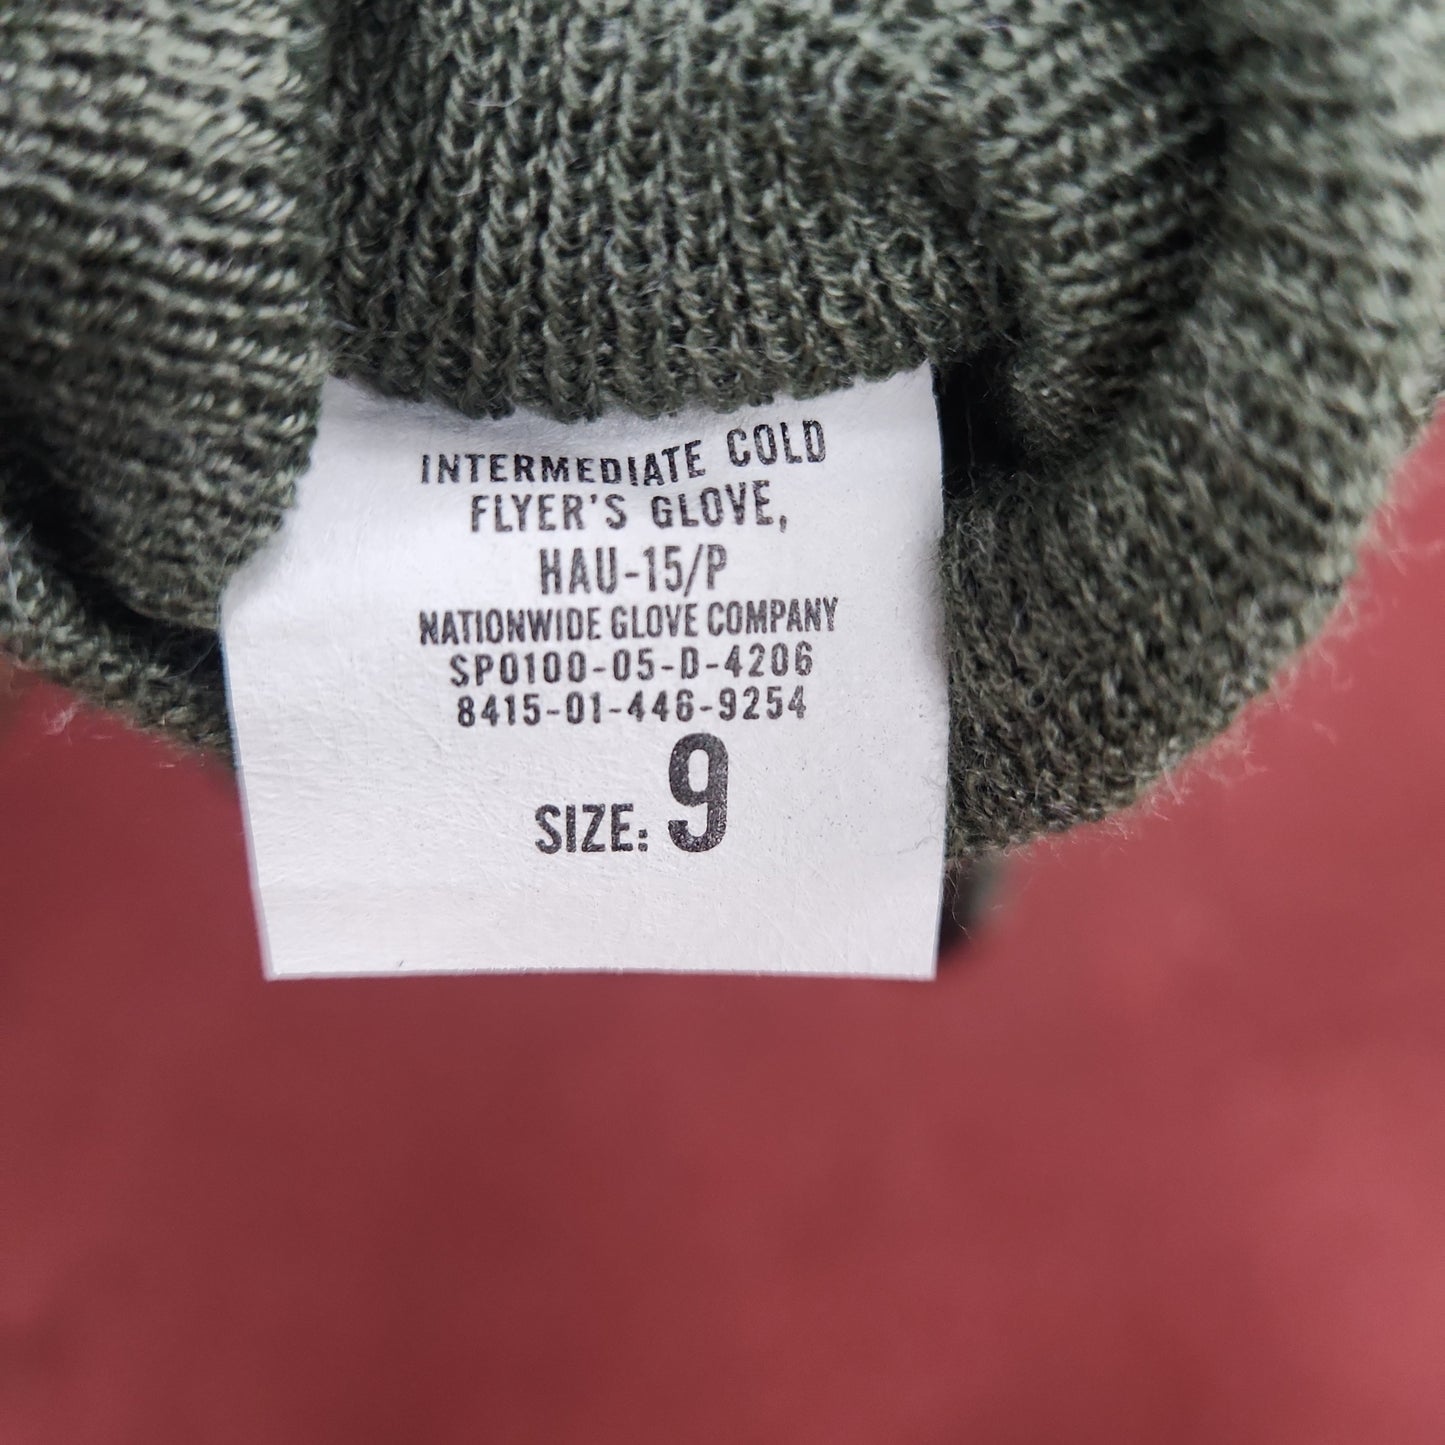 INTERMEDIATE COLD
FLYER'S GLOVE,
HAU-15/P
NATIONWIDE GLOVE COMPANY
SP0100-05-D-4206
8415-01-446-9254
SIZE: 9